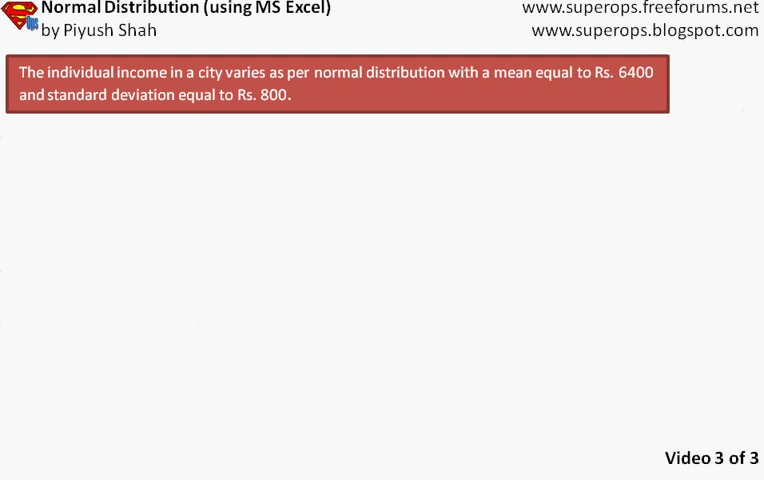 Normal Distribution (using MS Excel)
www.superops.freeforums.net
by Piyush Shah
www.superops.blogspot.com
The individual income in a city varies as per normal distribution with a mean equal to Rs. 6400
and standard deviation equal to Rs. 800.
Video 3 of 3